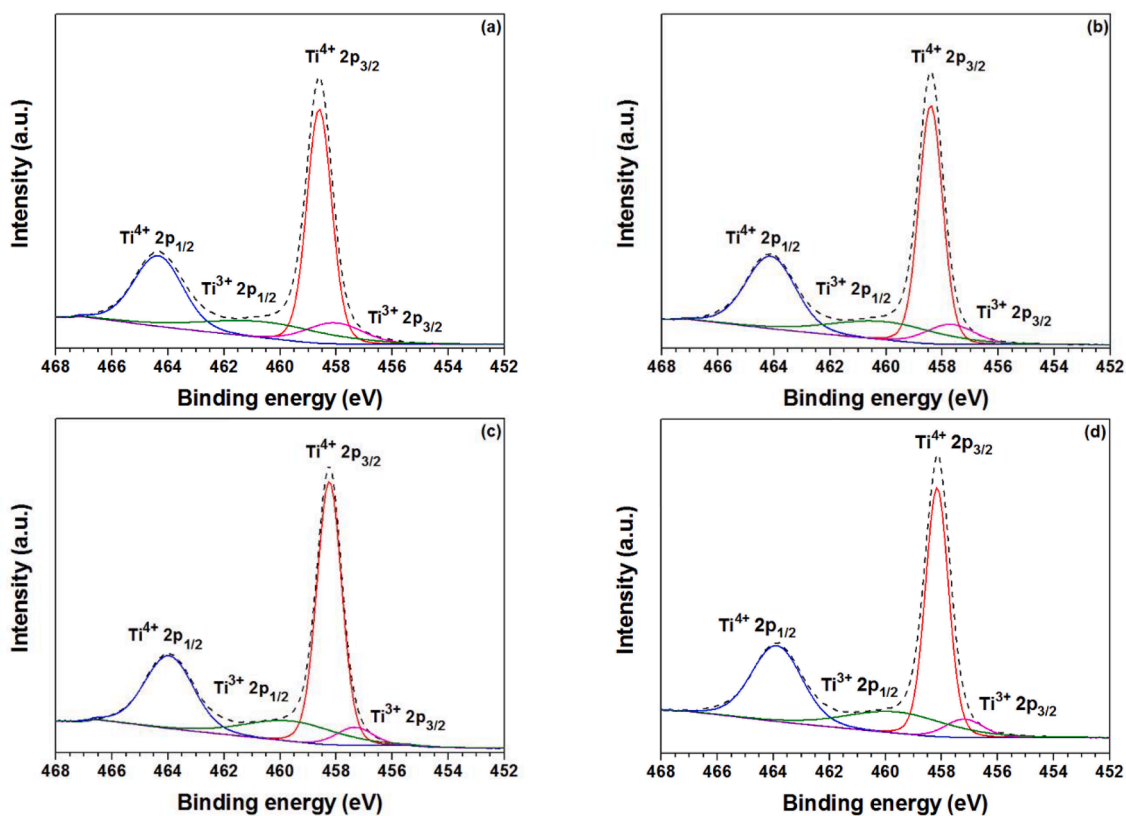 (a)
Ti4+ 2p3/2
Ti4+ 2p1/2
Ti3+ 2p1/2
Ti3+ 2p3/2
Intensity (a.u.)
468 466 464 462 460 458 456 454 452
Binding energy (eV)
(b)
Ti4+ 2p3/2
Ti4+ 2p1/2
Ti3+ 2p1/2
Ti3+ 2p3/2
Intensity (a.u.)
468 466 464 462 460 458 456 454 452
Binding energy (eV)
(c)
Ti4+ 2p3/2
Ti4+ 2p1/2
Ti3+ 2p1/2
Ti3+ 2p3/2
Intensity (a.u.)
468 466 464 462 460 458 456 454 452
Binding energy (eV)
(d)
Ti4+ 2p3/2
Ti4+ 2p1/2
Ti3+ 2p1/2
Ti3+ 2p3/2
Intensity (a.u.)
468 466 464 462 460 458 456 454 452
Binding energy (eV)